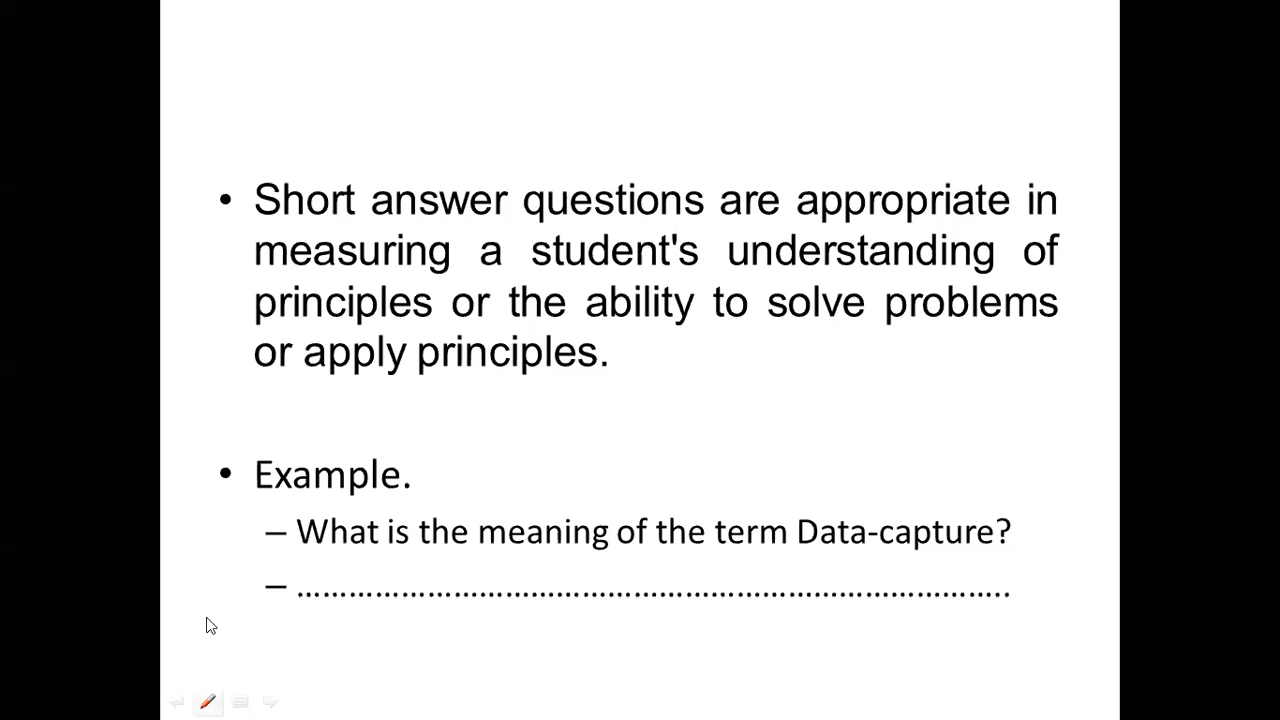 • Short answer questions are appropriate in
measuring a student's understanding of
principles or the ability to solve problems
or apply principles.
• Example.
– What is the meaning of the term Data-capture?
– …………………………………………………………………..